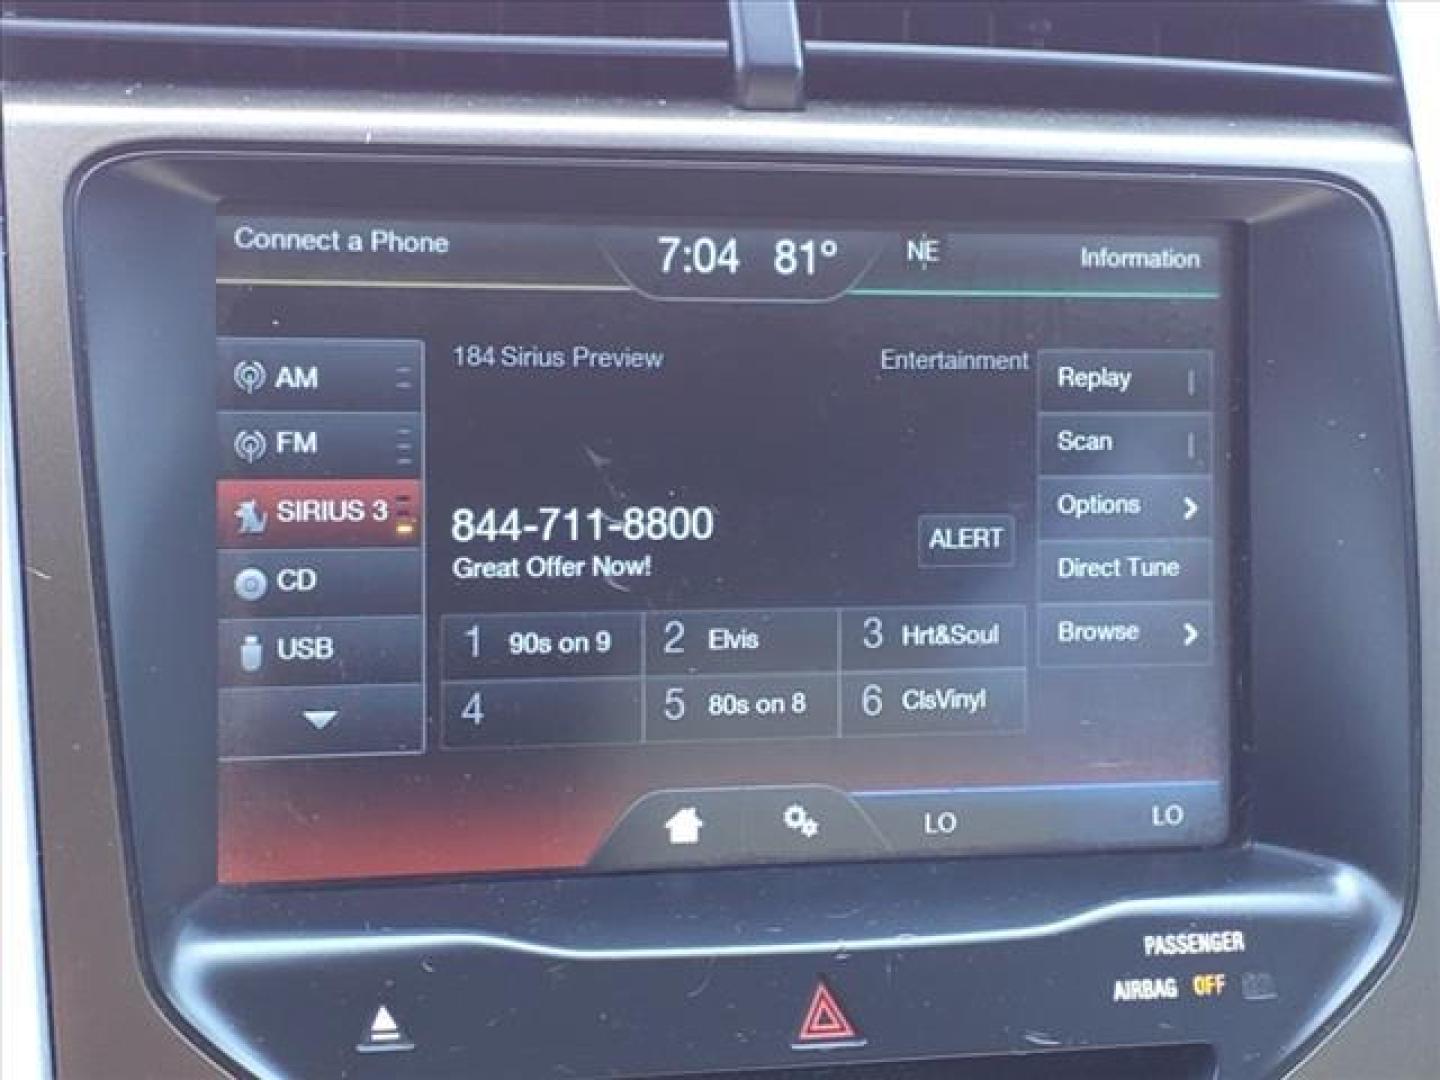 Connect a Phone 7:04 81° NE Information
184 Sirius Preview Entertainment
AM
FM
SIRIUS 3
CD
USB
844-711-8800
Great Offer Now!
ALERT
Replay
Scan
Options
Direct Tune
Browse
1 90s on 9 2 Elvis 3 Hrt&Soul
4 5 80s on 8 6 ClsVinyl
LO LO
PASSENGER
AIRBAG OFF